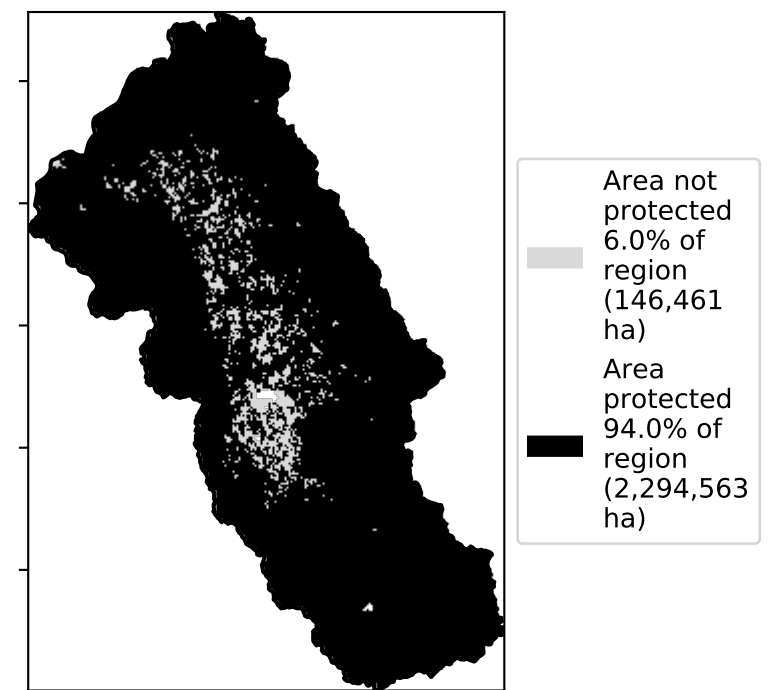 Area not
protected
6.0% of
region
(146,461
ha)
Area
protected
94.0% of
region
(2,294,563
ha)